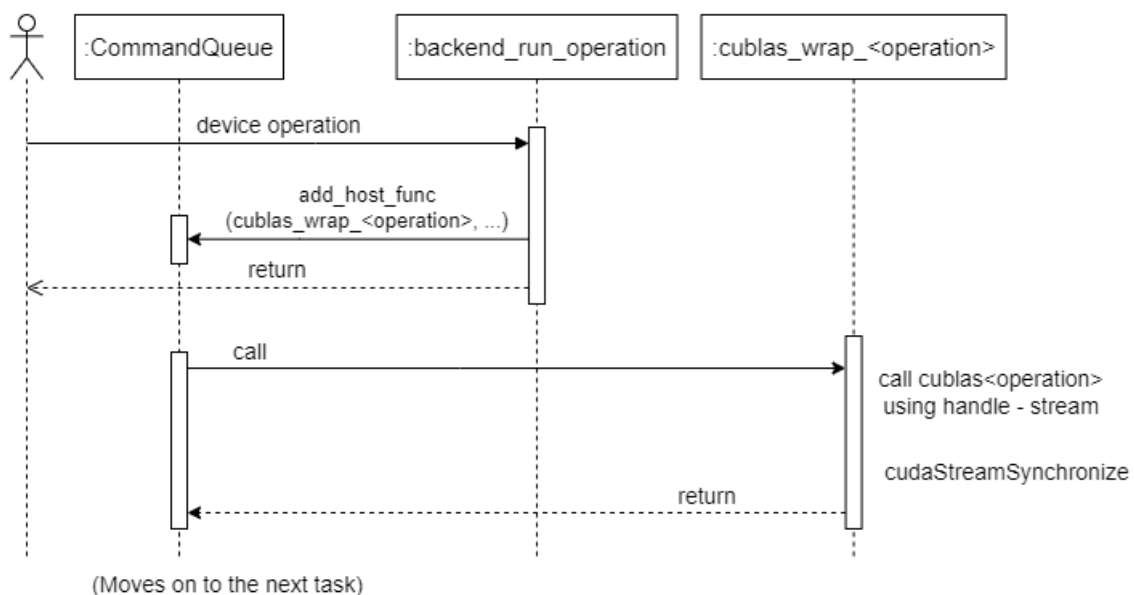 :CommandQueue
:backend_run_operation
:cublas_wrap_<operation>
device operation
add_host_func
(cublas_wrap_<operation>, ...)
return
call
call cublas<operation>
using handle - stream
cudaStreamSynchronize
return
(Moves on to the next task)